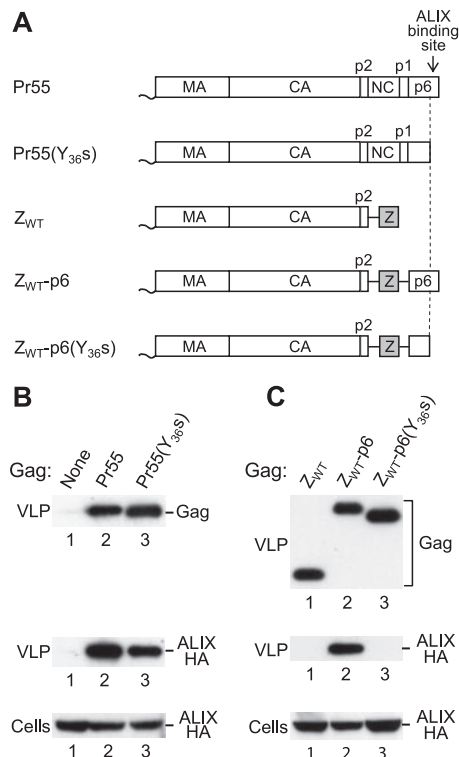 A
ALIX
binding
site
p2 p1
Pr55 MA CA NC p6
p2 p1
Pr55(Y36s) MA CA NC
p2
ZWT MA CA Z
p2
ZWT-p6 MA CA Z p6
p2
ZWT-p6(Y36s) MA CA Z
B
Gag: None Pr55 Pr55(Y36s)
VLP Gag
1 2 3
VLP ALIX HA
1 2 3
Cells ALIX HA
1 2 3
C
Gag: ZWT ZWT-p6 ZWT-p6(Y36s)
VLP Gag
1 2 3
VLP ALIX HA
1 2 3
Cells ALIX HA
1 2 3